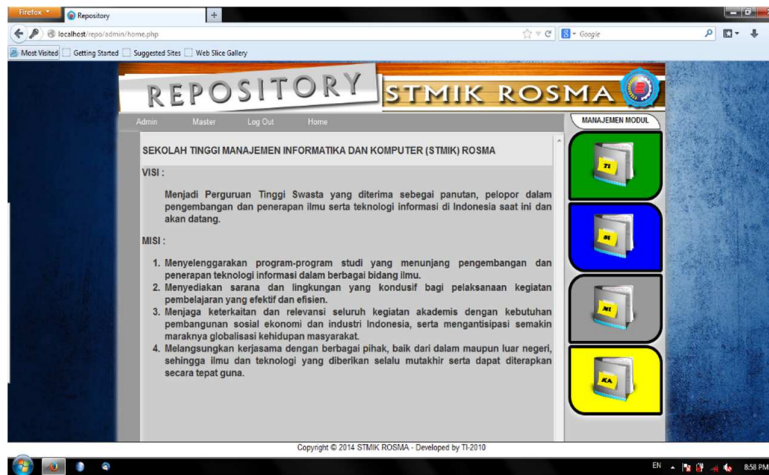 Firefox
Repository
localhost/repo/admin/home.php
Google
Most Visited Getting Started Suggested Sites Web Slice Gallery
REPOSITORY STMIK ROSMA
Admin Master Log Out Home
MANAJEMEN MODUL
SEKOLAH TINGGI MANAJEMEN INFORMATIKA DAN KOMPUTER (STMIK) ROSMA
VISI :
Menjadi Perguruan Tinggi Swasta yang diterima sebegai panutan, pelopor dalam
pengembangan dan penerapan ilmu serta teknologi informasi di Indonesia saat ini dan
akan datang.
MISI :
1. Menyelenggarakan program-program studi yang menunjang pengembangan dan
penerapan teknologi informasi dalam berbagai bidang ilmu.
2. Menyediakan sarana dan lingkungan yang kondusif bagi pelaksanaan kegiatan
pembelajaran yang efektif dan efisien.
3. Menjaga keterkaitan dan relevansi seluruh kegiatan akademis dengan kebutuhan
pembangunan sosial ekonomi dan industri Indonesia, serta mengantisipasi semakin
maraknya globalisasi kehidupan masyarakat.
4. Melangsungkan kerjasama dengan berbagai pihak, baik dari dalam maupun luar negeri,
sehingga ilmu dan teknologi yang diberikan selalu mutakhir serta dapat diterapkan
secara tepat guna.
TI
SI
MI
KA
Copyright © 2014 STMIK ROSMA - Developed by TI-2010
EN
8:58 PM